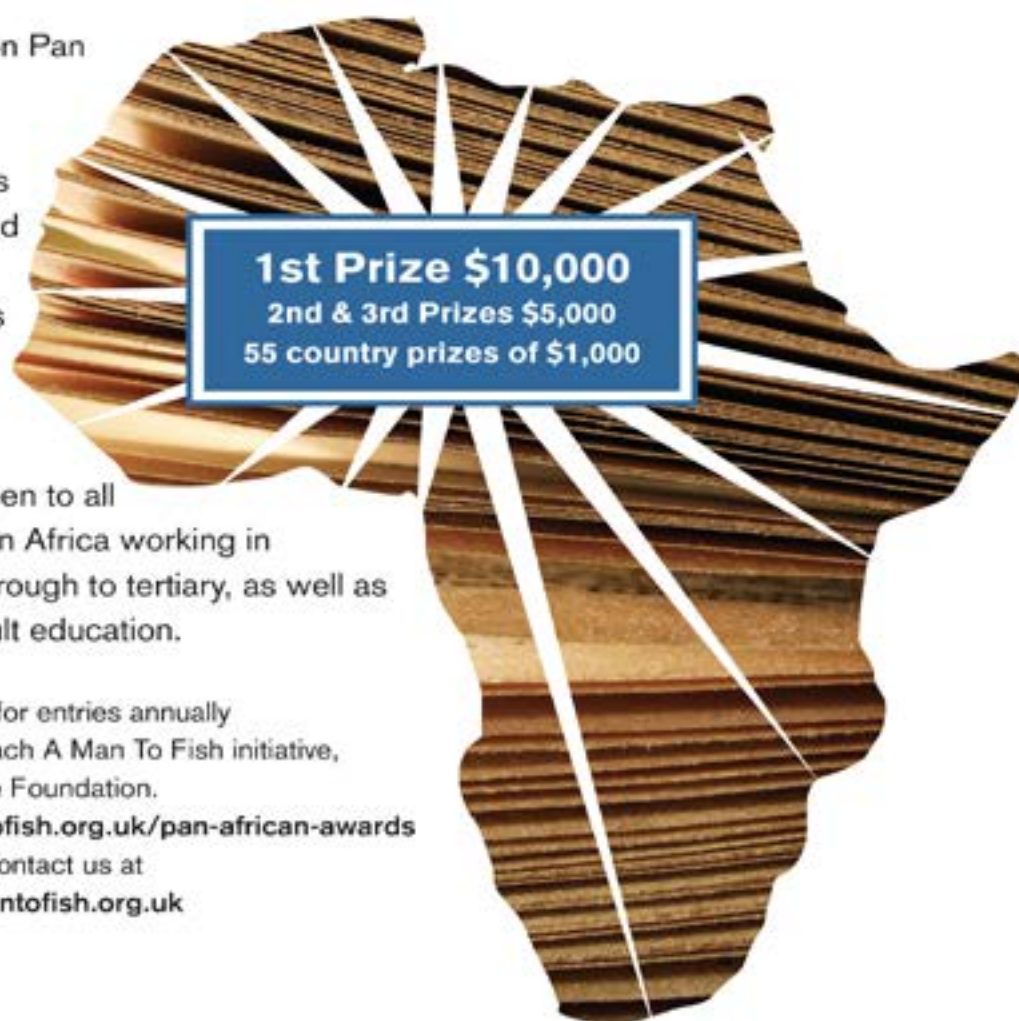 on Pan
s
d
1st Prize $10,000
2nd & 3rd Prizes $5,000
s
55 country prizes of $1,000
en to all
n Africa working in
rough to tertiary, as well as
ult education.
for entries annually
ach A Man To Fish initiative,
e Foundation.
ofish.org.uk/pan-african-awards
ontact us at
ntofish.org.uk